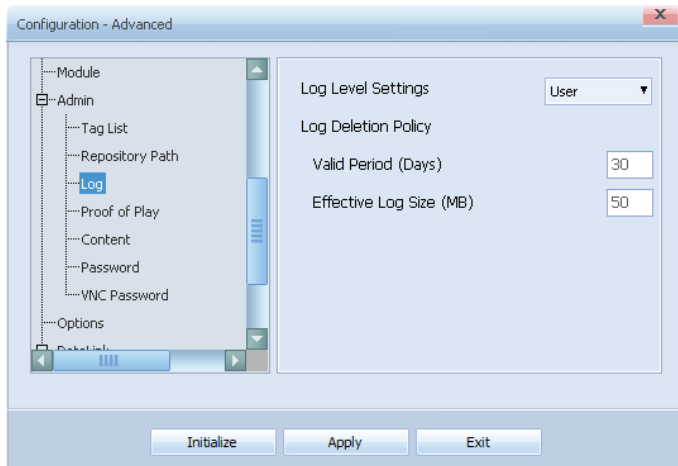 Configuration - Advanced
X
Module
Admin
Tag List
Repository Path
Log
Proof of Play
Content
Password
VNC Password
Options
DataLink
Log Level Settings
User
Log Deletion Policy
Valid Period (Days)
30
Effective Log Size (MB)
50
Initialize
Apply
Exit